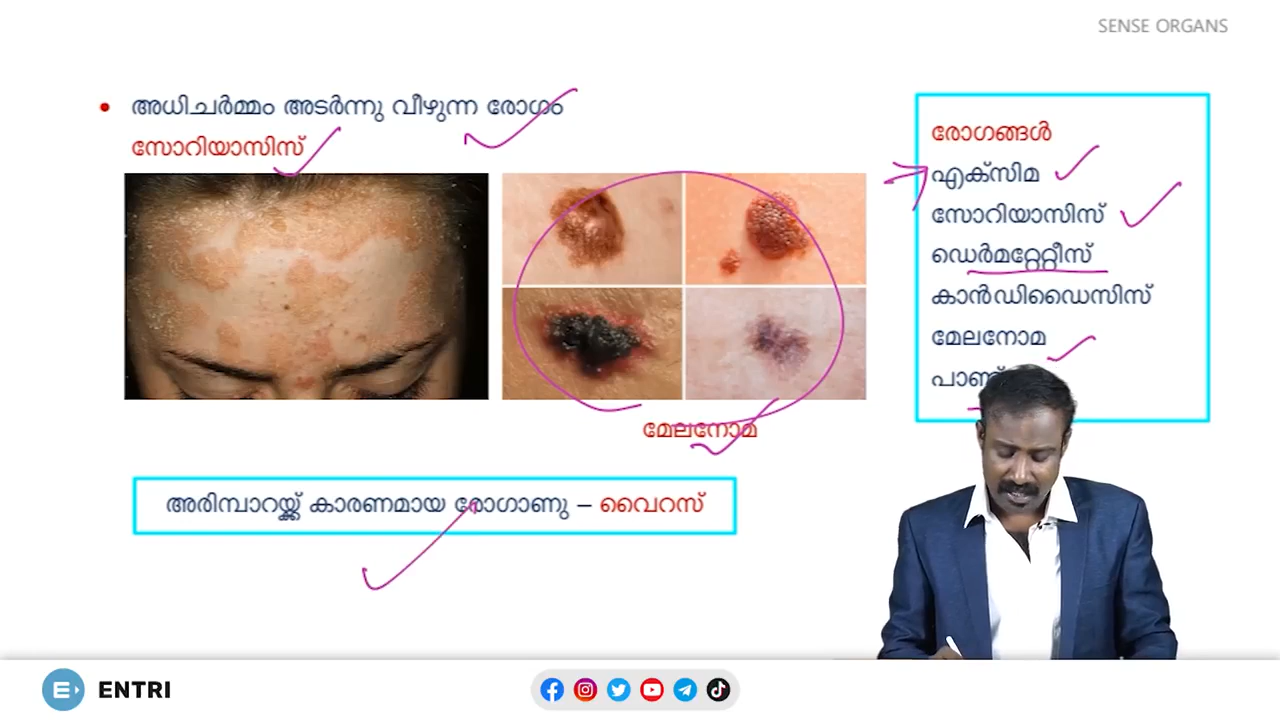 SENSE ORGANS
അധിചർമ്മം അടർന്നു വീഴുന്ന രോഗം
സോറിയാസിസ്
മേലനോമ
അരിമ്പാറയ്ക്ക് കാരണമായ രോഗാണു – വൈറസ്
രോഗങ്ങൾ
എക്സിമ
സോറിയാസിസ്
ഡെർമറ്റേറ്റീസ്
കാൻഡിഡൈസിസ്
മേലനോമ
ENTRI